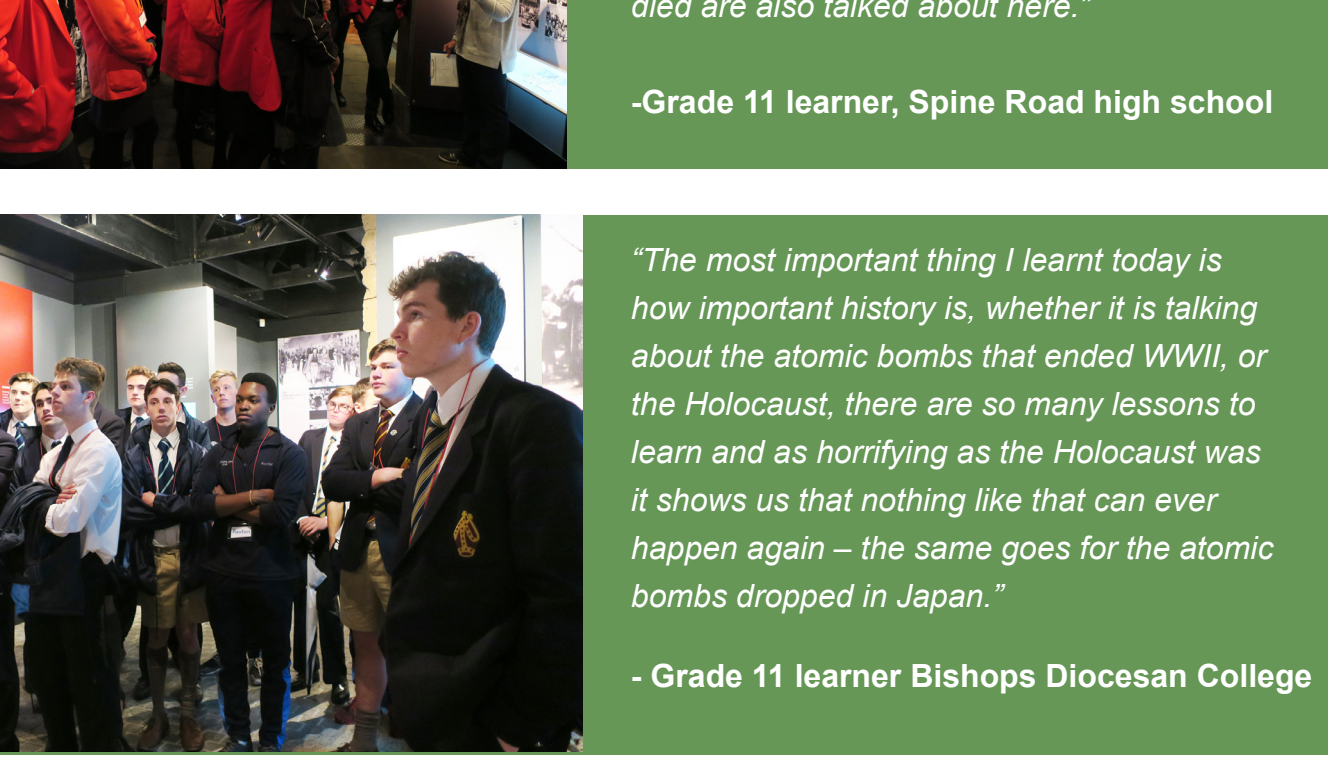 died are also talked about here.”
-Grade 11 learner, Spine Road high school
“The most important thing I learnt today is
how important history is, whether it is talking
about the atomic bombs that ended WWII, or
the Holocaust, there are so many lessons to
learn and as horrifying as the Holocaust was
it shows us that nothing like that can ever
happen again – the same goes for the atomic
bombs dropped in Japan.”
- Grade 11 learner Bishops Diocesan College